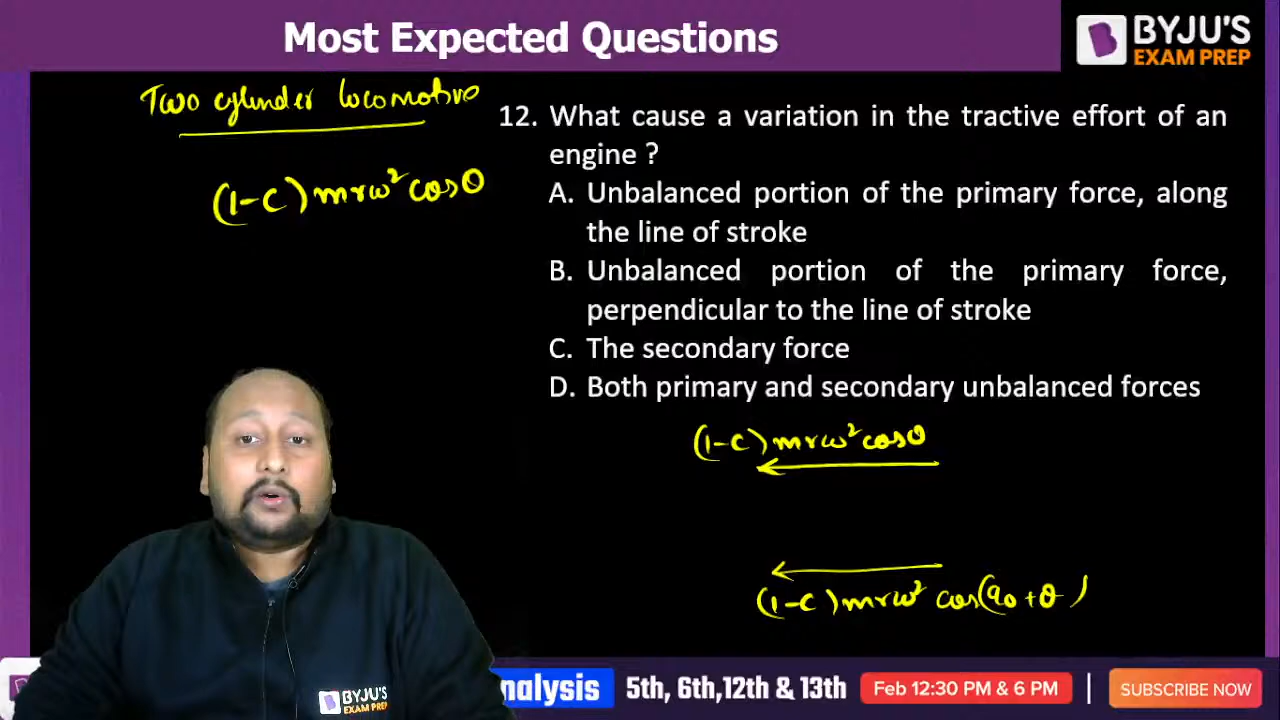 Most Expected Questions
BYJU'S
EXAM PREP
Two cylinder locomotive
(1-C) mrω² cosθ
12. What cause a variation in the tractive effort of an
engine ?
A. Unbalanced portion of the primary force, along
the line of stroke
B. Unbalanced portion of the primary force,
perpendicular to the line of stroke
C. The secondary force
D. Both primary and secondary unbalanced forces
(1-C) mrω² cosθ
(1-C) mrω² cos(90+θ)
BYJU'S
EXAM PREP
nalysis
5th, 6th,12th & 13th
Feb 12:30 PM & 6 PM
SUBSCRIBE NOW